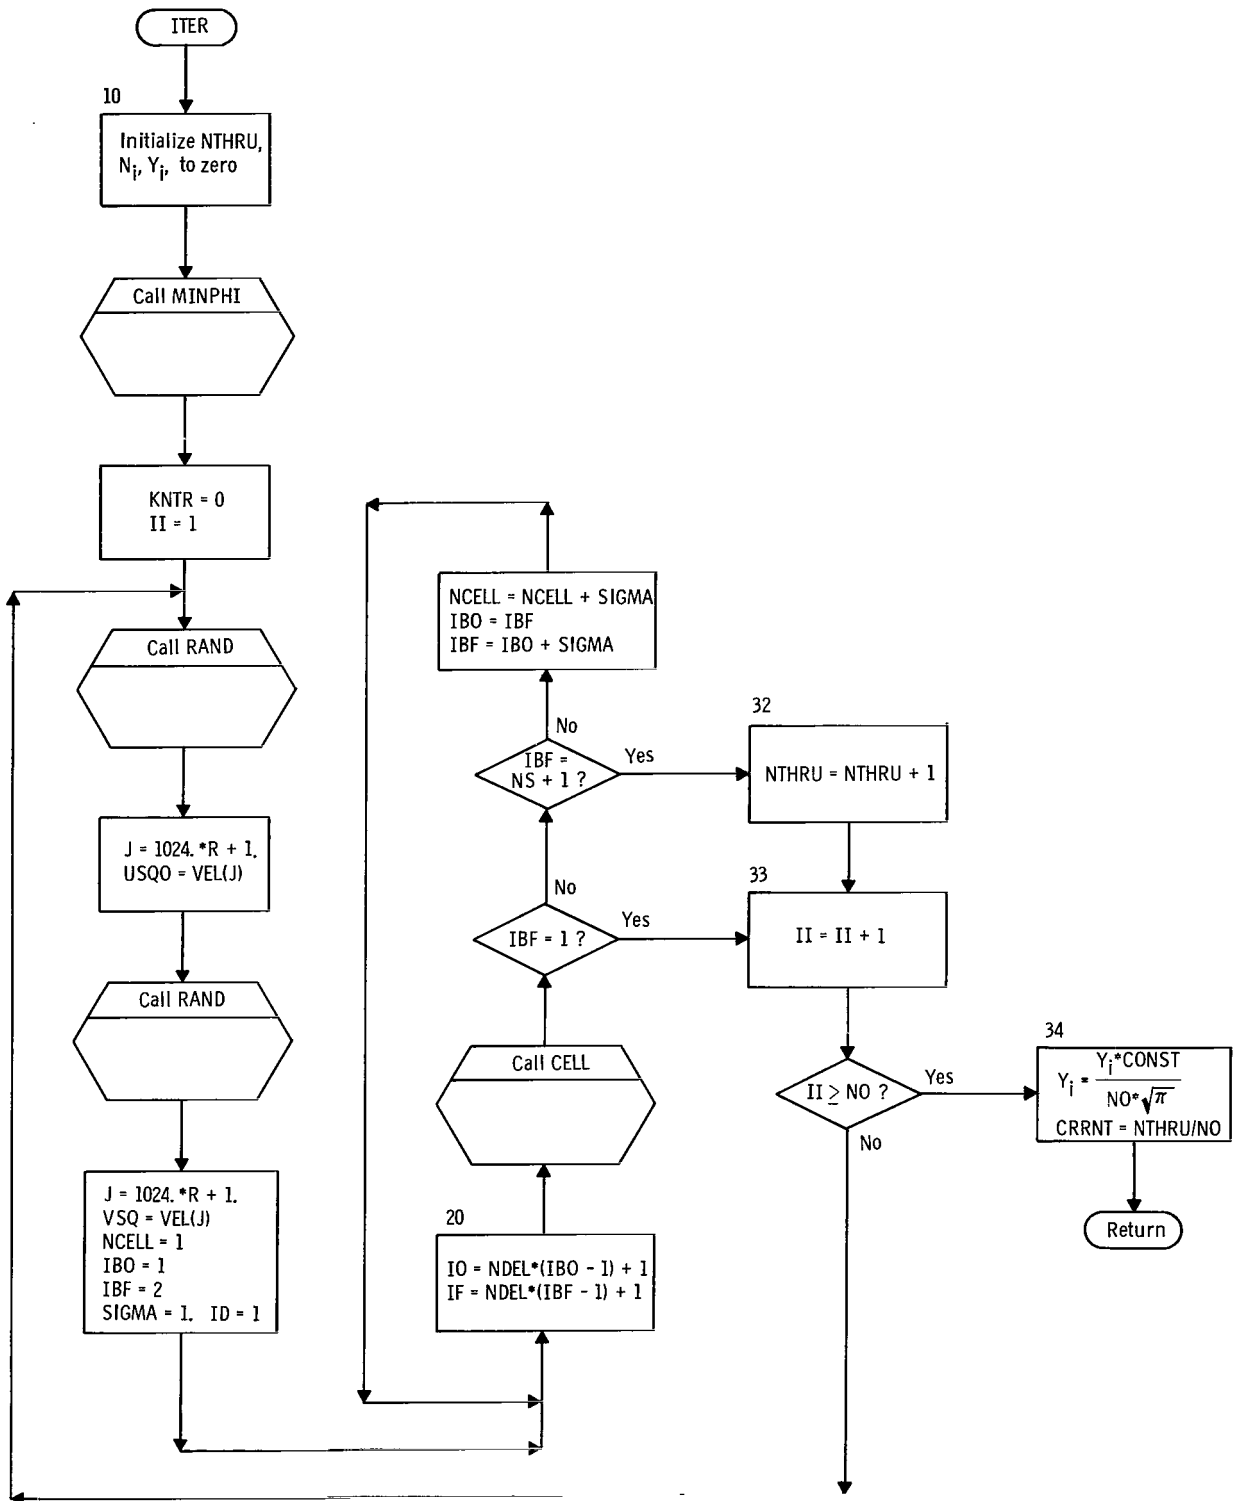 ITER
10
Initialize NTHRU,
Ni, Yi, to zero
Call MINPHI
KNTR = 0
II = 1
Call RAND
J = 1024. *R + 1.
USQO = VEL(J)
Call RAND
J = 1024. *R + 1.
VSQ = VEL(J)
NCELL = 1
IBO = 1
IBF = 2
SIGMA = 1. ID = 1
NCELL = NCELL + SIGMA
IBO = IBF
IBF = IBO + SIGMA
No
IBF =
NS + 1 ?
Yes
No
IBF = 1 ?
Yes
Call CELL
20
IO = NDEL*(IBO - 1) + 1
IF = NDEL*(IBF - 1) + 1
32
NTHRU = NTHRU + 1
33
II = II + 1
II ≥ NO ?
Yes
No
34
Yi = Yi*CONST / NO*√π
CRRNT = NTHRU/NO
Return